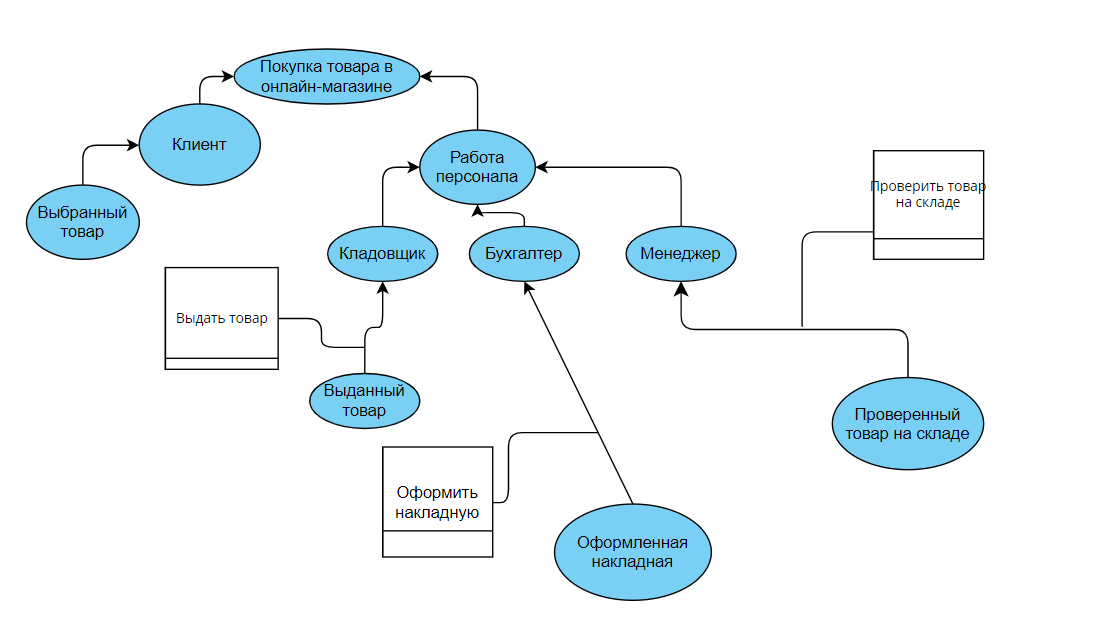 Покупка товара в
онлайн-магазине
Клиент
Работа
персонала
Проверить товар
на складе
Выбранный
товар
Кладовщик
Бухгалтер
Менеджер
Выдать товар
Выданный
товар
Проверенный
товар на складе
Оформить
накладную
Оформленная
накладная